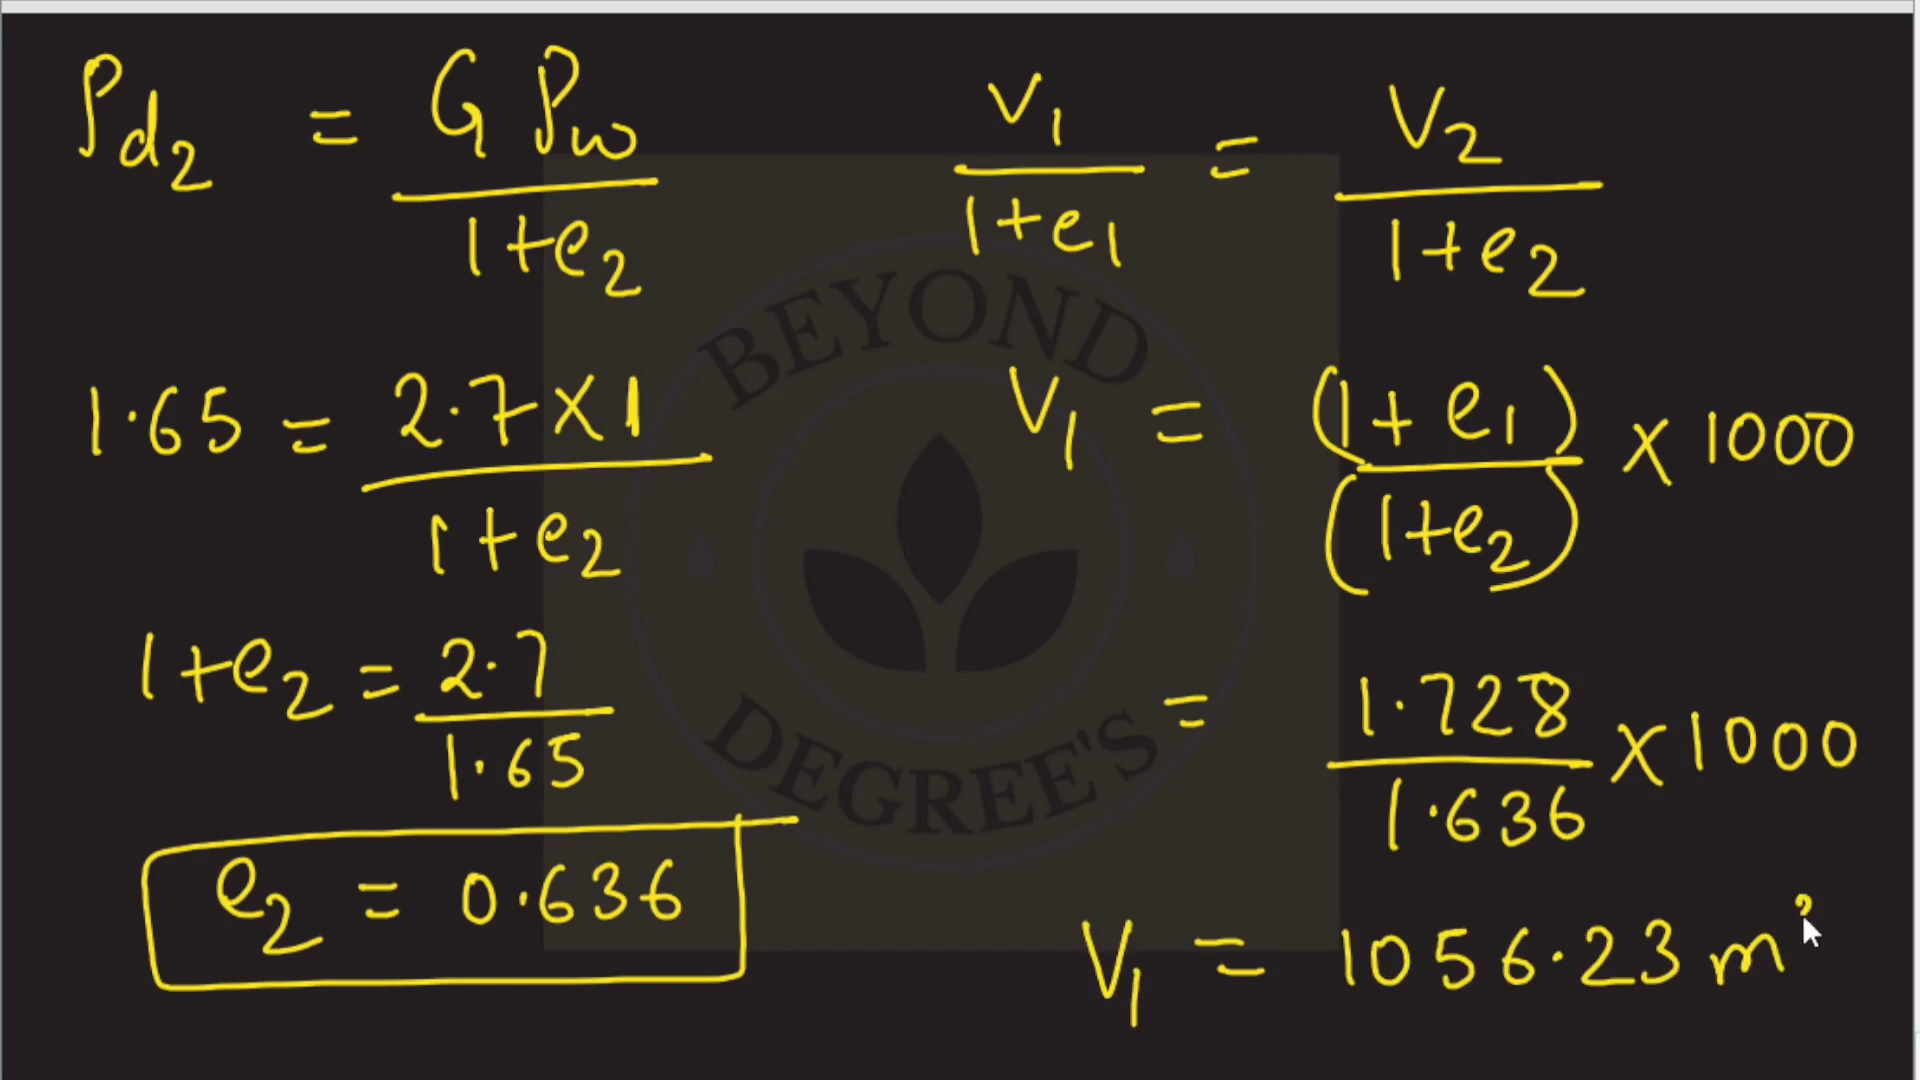 ρd₂ = G ρw / 1+e₂
1.65 = 2.7×1 / 1+e₂
1+e₂ = 2.7 / 1.65
e₂ = 0.636
V₁ / 1+e₁ = V₂ / 1+e₂
V₁ = (1+e₁) / (1+e₂) × 1000
= 1.728 / 1.636 × 1000
V₁ = 1056.23 m³
BEYOND
DEGREE'S